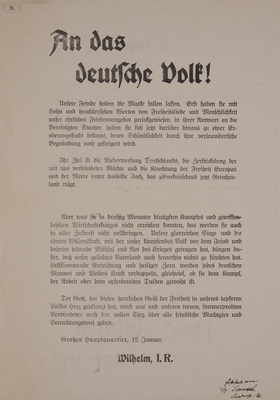 An das
deutsche Volk!
Unsere Feinde haben die Maske fallen lassen. Erst haben sie mit
Hohn und heuchlerischen Worten von Freiheitsliebe und Menschlichkeit
unser ehrliches Friedensangebot zurückgewiesen, in ihrer Antwort an die
Vereinigten Staaten haben sie sich jetzt darüber hinaus zu einer Er-
oberungssucht bekannt, deren Schändlichkeit durch ihre verleumderische
Begründung noch gesteigert wird.
Ihr Ziel ist die Niederwerfung Deutschlands, die Zerstückelung der
mit uns verbündeten Mächte und die Knechtung der Freiheit Europas
und der Meere unter dasselbe Joch, das zähneknirschend jetzt Griechen-
land trägt.
Aber was sie in dreißig Monaten blutigsten Kampfes und gewissen-
losesten Wirtschaftskrieges nicht erreichen konnten, das werden sie auch
in aller Zukunft nicht vollbringen. Unsere glorreichen Siege und die
eherne Willenskraft, mit der unser kämpfendes Volk vor dem Feinde und
daheim jedwede Mühsal und Not des Krieges getragen hat, bürgen da-
für, daß unser geliebtes Vaterland auch fernerhin nichts zu fürchten hat.
Hellflammende Entrüstung und heiliger Zorn werden jedes deutschen
Mannes und Weibes Kraft verdoppeln, gleichviel, ob sie dem Kampf,
der Arbeit oder dem opferbereiten Dulden geweiht ist.
Der Gott, der diesen herrlichen Geist der Freiheit in unseres tapferen
Volkes Herz gepflanzt hat, wird uns und unseren treuen, sturmerprobten
Verbündeten auch den vollen Sieg über alle feindliche Machtgier und
Vernichtungswut geben.
Großes Hauptquartier, 12. Januar.
Wilhelm, I. R.